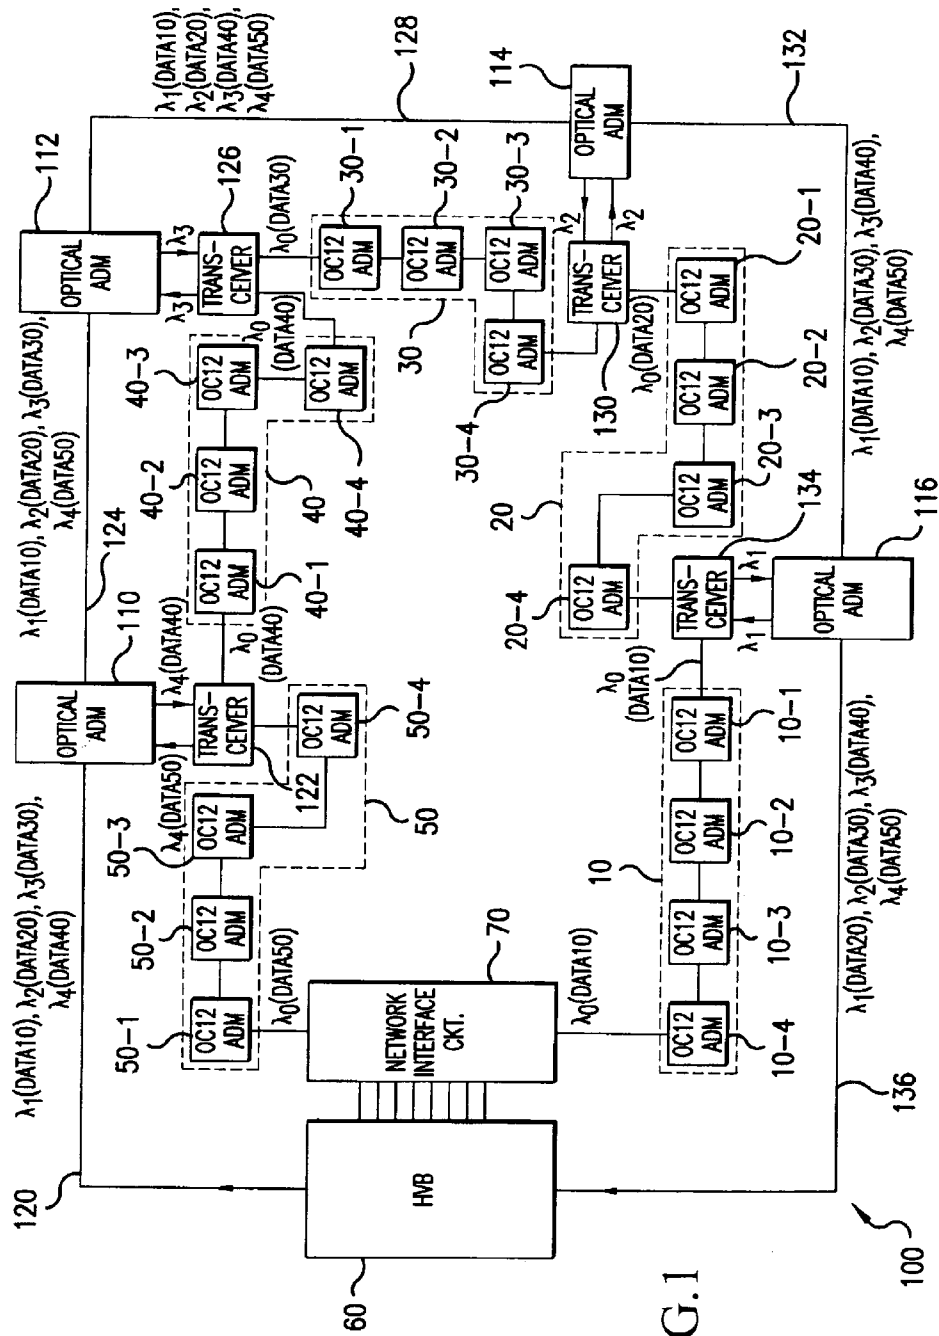 120
λ1(DATA10), λ2(DATA20), λ3(DATA30),
λ4(DATA40)
OPTICAL
ADM
110
124
λ1(DATA10), λ2(DATA20), λ3(DATA30),
λ4(DATA50)
OPTICAL
ADM
112
λ1(DATA10),
λ2(DATA20),
λ3(DATA40),
λ4(DATA50)
128
50-1
50-2
50-3
λ4(DATA50)
λ4(DATA40)
40-2
40-3
λ3
λ3
126
OC12
ADM
OC12
ADM
OC12
ADM
TRANS-
CEIVER
122
λ0
(DATA40)
OC12
ADM
OC12
ADM
OC12
ADM
λ0
(DATA40)
TRANS-
CEIVER
λ0(DATA50)
50
OC12
ADM
50-4
40-1
40
40-4
OC12
ADM
λ0(DATA30)
60
HVB
NETWORK
INTERFACE
CKT.
70
30
OC12
ADM
30-1
OC12
ADM
30-2
OC12
ADM
30-3
OC12
ADM
30-4
20
20-4
OC12
ADM
λ2
λ2
OPTICAL
ADM
114
TRANS-
CEIVER
130
λ0(DATA20)
λ0(DATA10)
10
λ0
(DATA10)
OC12
ADM
10-4
OC12
ADM
10-3
OC12
ADM
10-2
OC12
ADM
10-1
TRANS-
CEIVER
134
OC12
ADM
20-3
OC12
ADM
20-2
OC12
ADM
20-1
λ1
λ1
132
OPTICAL
ADM
116
136
λ1(DATA20), λ2(DATA30), λ3(DATA40),
λ4(DATA50)
λ1(DATA10), λ2(DATA30), λ3(DATA40),
λ4(DATA50)
100
G.1